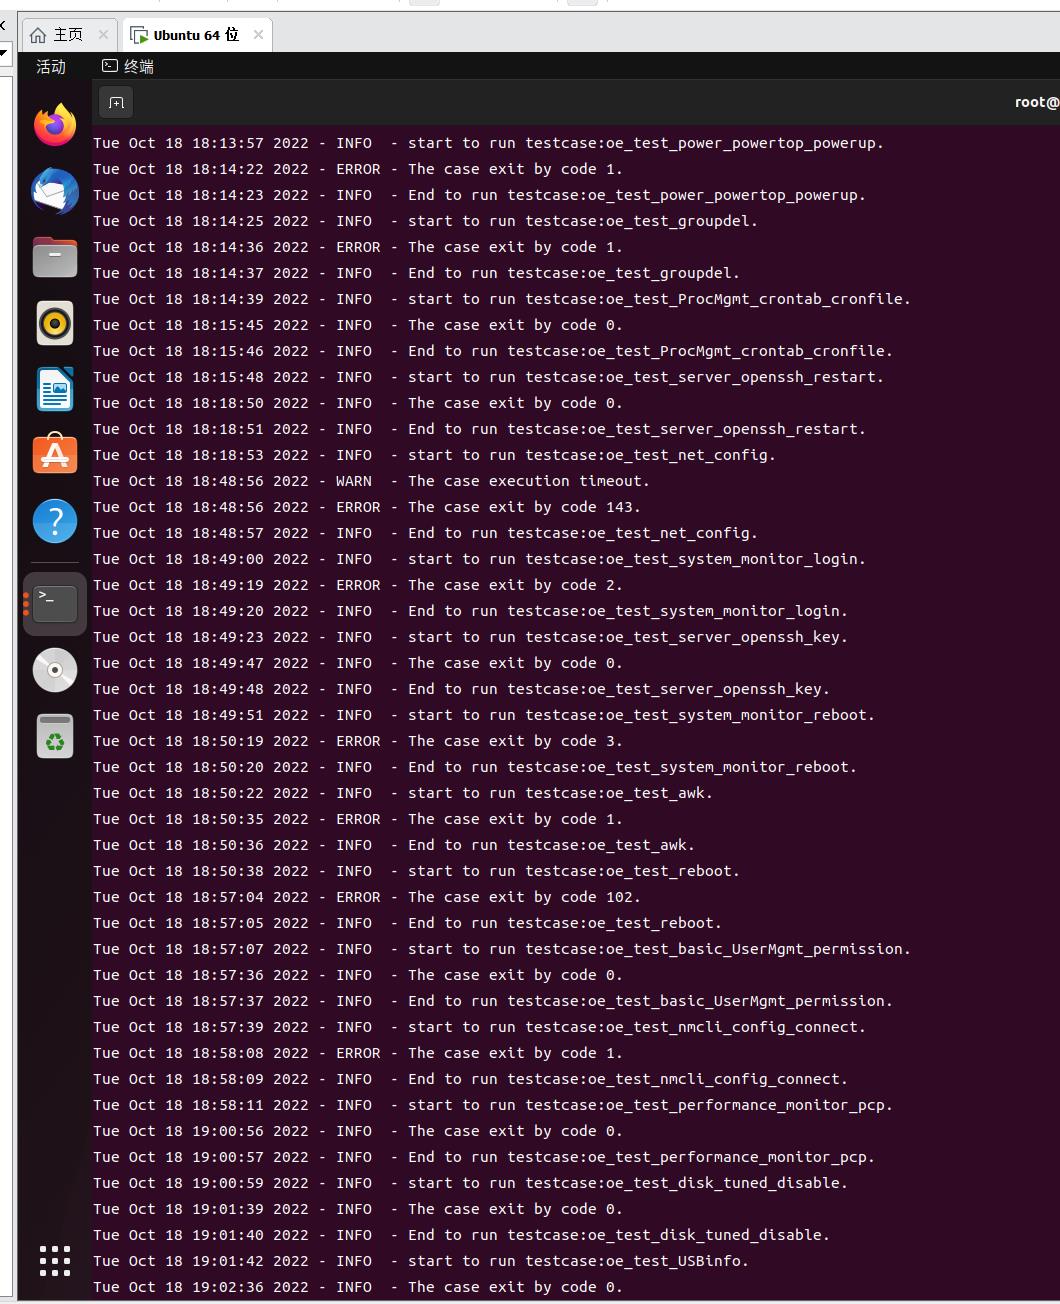 主页
Ubuntu 64 位
活动
终端
root@
Tue Oct 18 18:13:57 2022 - INFO  - start to run testcase:oe_test_power_powertop_powerup.
Tue Oct 18 18:14:22 2022 - ERROR - The case exit by code 1.
Tue Oct 18 18:14:23 2022 - INFO  - End to run testcase:oe_test_power_powertop_powerup.
Tue Oct 18 18:14:25 2022 - INFO  - start to run testcase:oe_test_groupdel.
Tue Oct 18 18:14:36 2022 - ERROR - The case exit by code 1.
Tue Oct 18 18:14:37 2022 - INFO  - End to run testcase:oe_test_groupdel.
Tue Oct 18 18:14:39 2022 - INFO  - start to run testcase:oe_test_ProcMgmt_crontab_cronfile.
Tue Oct 18 18:15:45 2022 - INFO  - The case exit by code 0.
Tue Oct 18 18:15:46 2022 - INFO  - End to run testcase:oe_test_ProcMgmt_crontab_cronfile.
Tue Oct 18 18:15:48 2022 - INFO  - start to run testcase:oe_test_server_openssh_restart.
Tue Oct 18 18:18:50 2022 - INFO  - The case exit by code 0.
Tue Oct 18 18:18:51 2022 - INFO  - End to run testcase:oe_test_server_openssh_restart.
Tue Oct 18 18:18:53 2022 - INFO  - start to run testcase:oe_test_net_config.
Tue Oct 18 18:48:56 2022 - WARN  - The case execution timeout.
Tue Oct 18 18:48:56 2022 - ERROR - The case exit by code 143.
Tue Oct 18 18:48:57 2022 - INFO  - End to run testcase:oe_test_net_config.
Tue Oct 18 18:49:00 2022 - INFO  - start to run testcase:oe_test_system_monitor_login.
Tue Oct 18 18:49:19 2022 - ERROR - The case exit by code 2.
Tue Oct 18 18:49:20 2022 - INFO  - End to run testcase:oe_test_system_monitor_login.
Tue Oct 18 18:49:23 2022 - INFO  - start to run testcase:oe_test_server_openssh_key.
Tue Oct 18 18:49:47 2022 - INFO  - The case exit by code 0.
Tue Oct 18 18:49:48 2022 - INFO  - End to run testcase:oe_test_server_openssh_key.
Tue Oct 18 18:49:51 2022 - INFO  - start to run testcase:oe_test_system_monitor_reboot.
Tue Oct 18 18:50:19 2022 - ERROR - The case exit by code 3.
Tue Oct 18 18:50:20 2022 - INFO  - End to run testcase:oe_test_system_monitor_reboot.
Tue Oct 18 18:50:22 2022 - INFO  - start to run testcase:oe_test_awk.
Tue Oct 18 18:50:35 2022 - ERROR - The case exit by code 1.
Tue Oct 18 18:50:36 2022 - INFO  - End to run testcase:oe_test_awk.
Tue Oct 18 18:50:38 2022 - INFO  - start to run testcase:oe_test_reboot.
Tue Oct 18 18:57:04 2022 - ERROR - The case exit by code 102.
Tue Oct 18 18:57:05 2022 - INFO  - End to run testcase:oe_test_reboot.
Tue Oct 18 18:57:07 2022 - INFO  - start to run testcase:oe_test_basic_UserMgmt_permission.
Tue Oct 18 18:57:36 2022 - INFO  - The case exit by code 0.
Tue Oct 18 18:57:37 2022 - INFO  - End to run testcase:oe_test_basic_UserMgmt_permission.
Tue Oct 18 18:57:39 2022 - INFO  - start to run testcase:oe_test_nmcli_config_connect.
Tue Oct 18 18:58:08 2022 - ERROR - The case exit by code 1.
Tue Oct 18 18:58:09 2022 - INFO  - End to run testcase:oe_test_nmcli_config_connect.
Tue Oct 18 18:58:11 2022 - INFO  - start to run testcase:oe_test_performance_monitor_pcp.
Tue Oct 18 19:00:56 2022 - INFO  - The case exit by code 0.
Tue Oct 18 19:00:57 2022 - INFO  - End to run testcase:oe_test_performance_monitor_pcp.
Tue Oct 18 19:00:59 2022 - INFO  - start to run testcase:oe_test_disk_tuned_disable.
Tue Oct 18 19:01:39 2022 - INFO  - The case exit by code 0.
Tue Oct 18 19:01:40 2022 - INFO  - End to run testcase:oe_test_disk_tuned_disable.
Tue Oct 18 19:01:42 2022 - INFO  - start to run testcase:oe_test_USBinfo.
Tue Oct 18 19:02:36 2022 - INFO  - The case exit by code 0.